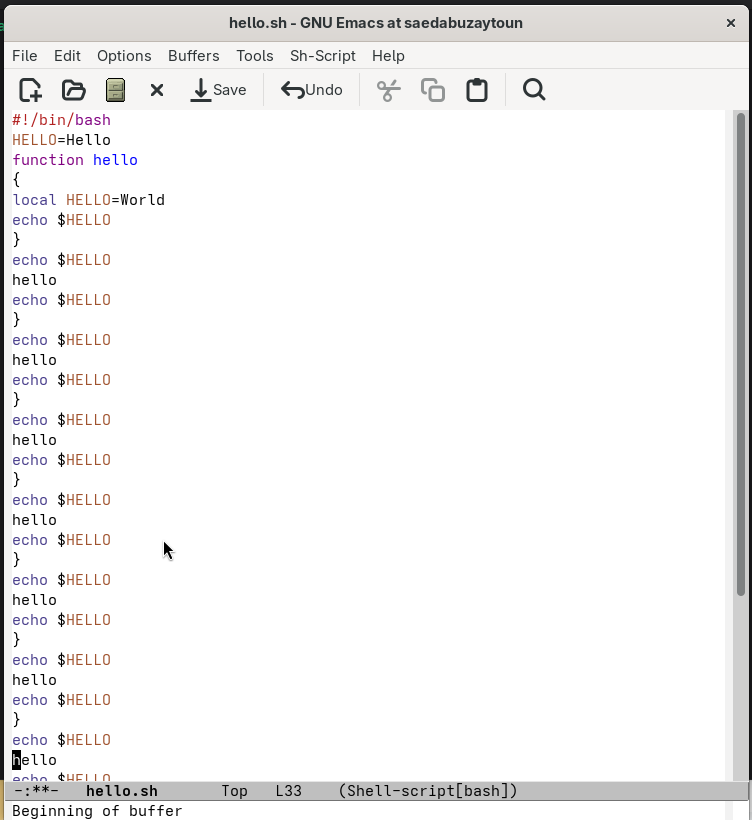 hello.sh - GNU Emacs at saedabuzaytoun
File Edit Options Buffers Tools Sh-Script Help
Save Undo
#!/bin/bash
HELLO=Hello
function hello
{
local HELLO=World
echo $HELLO
}
echo $HELLO
hello
echo $HELLO
}
echo $HELLO
hello
echo $HELLO
}
echo $HELLO
hello
echo $HELLO
}
echo $HELLO
hello
echo $HELLO
}
echo $HELLO
hello
echo $HELLO
}
echo $HELLO
hello
echo $HELLO
}
echo $HELLO
hello
echo $HELLO
-:**- hello.sh Top L33 (Shell-script[bash])
Beginning of buffer